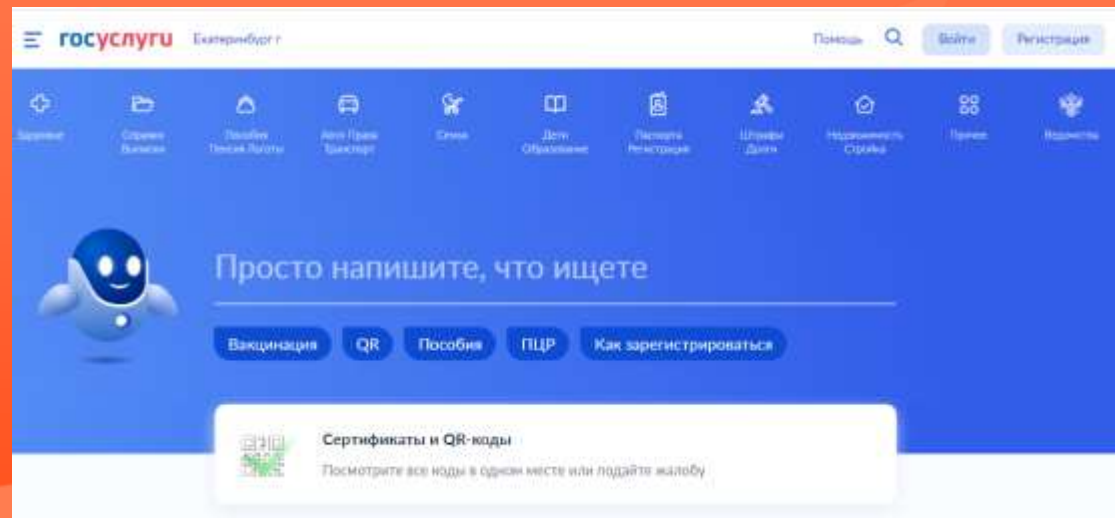 госуслуги
Екатеринбург г
Помощь
Войти
Регистрация
Здоровье
Справки
Выписки
Пособия
Пенсия Льготы
Авто Права
Транспорт
Семья
Дети
Образование
Паспорта
Регистрация
Штрафы
Долги
Недвижимость
Стройка
Прочее
Ведомства
Просто напишите, что ищете
Вакцинация
QR
Пособия
ПЦР
Как зарегистрироваться
Сертификаты и QR-коды
Посмотрите все коды в одном месте или подайте жалобу